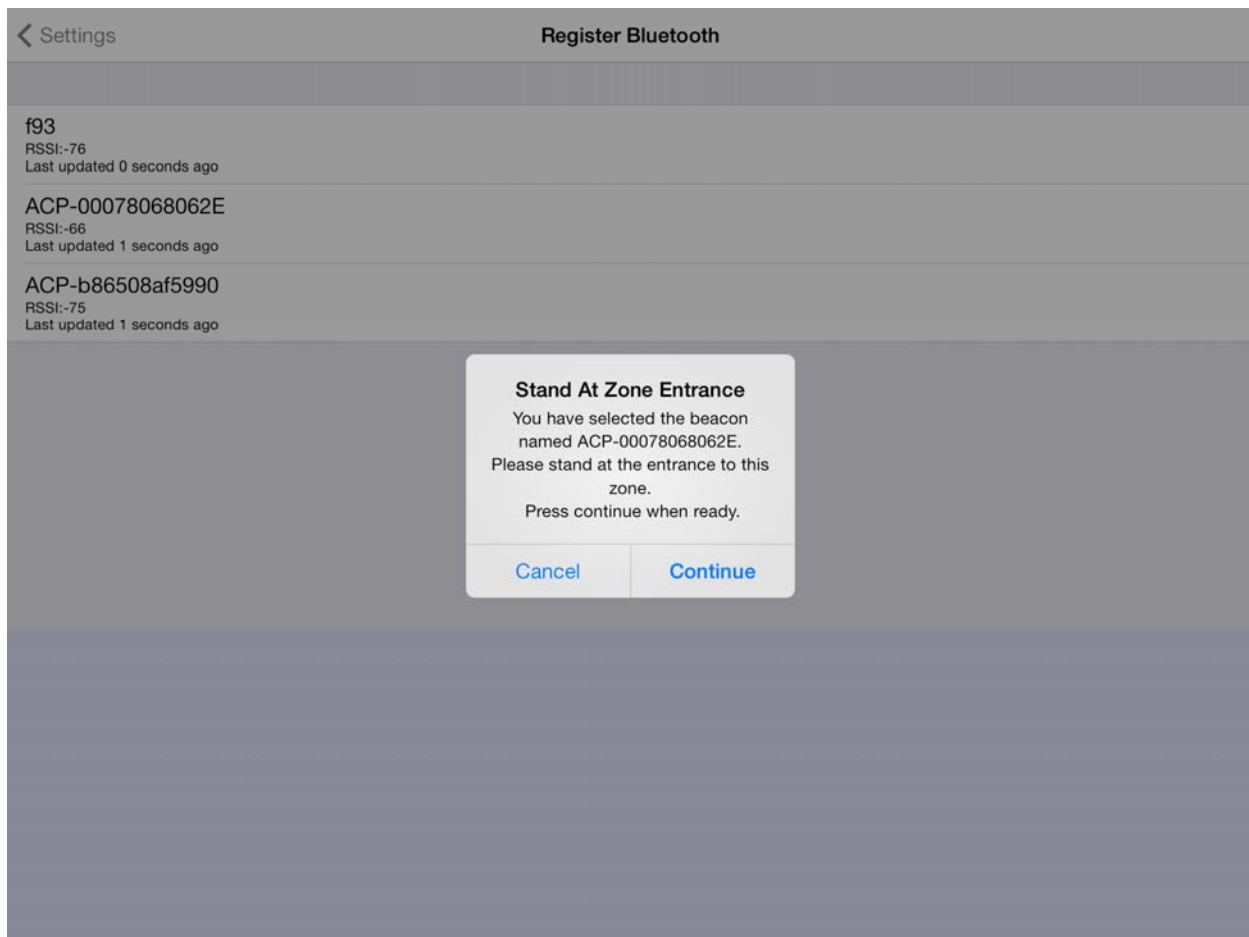 Settings
Register Bluetooth
f93
RSSI:-76
Last updated 0 seconds ago
ACP-00078068062E
RSSI:-66
Last updated 1 seconds ago
ACP-b86508af5990
RSSI:-75
Last updated 1 seconds ago
Stand At Zone Entrance
You have selected the beacon
named ACP-00078068062E.
Please stand at the entrance to this
zone.
Press continue when ready.
Cancel
Continue